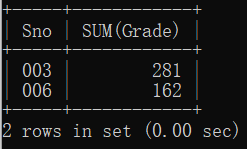 +-----+------------+
| Sno | SUM(Grade) |
+-----+------------+
| 003 |        281 |
| 006 |        162 |
+-----+------------+
2 rows in set (0.00 sec)